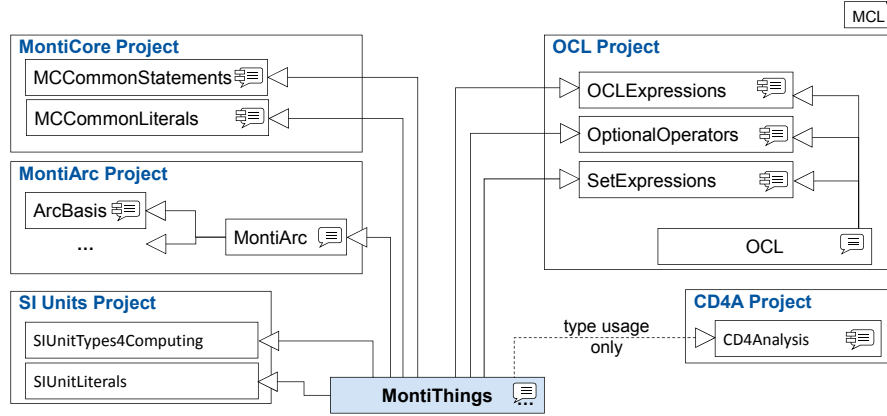 MCL
MontiCore Project
MCCommonStatements
MCCommonLiterals
MontiArc Project
ArcBasis
...
MontiArc
SI Units Project
SIUnitTypes4Computing
SIUnitLiterals
OCL Project
OCLExpressions
OptionalOperators
SetExpressions
OCL
CD4A Project
CD4Analysis
type usage
only
MontiThings
...